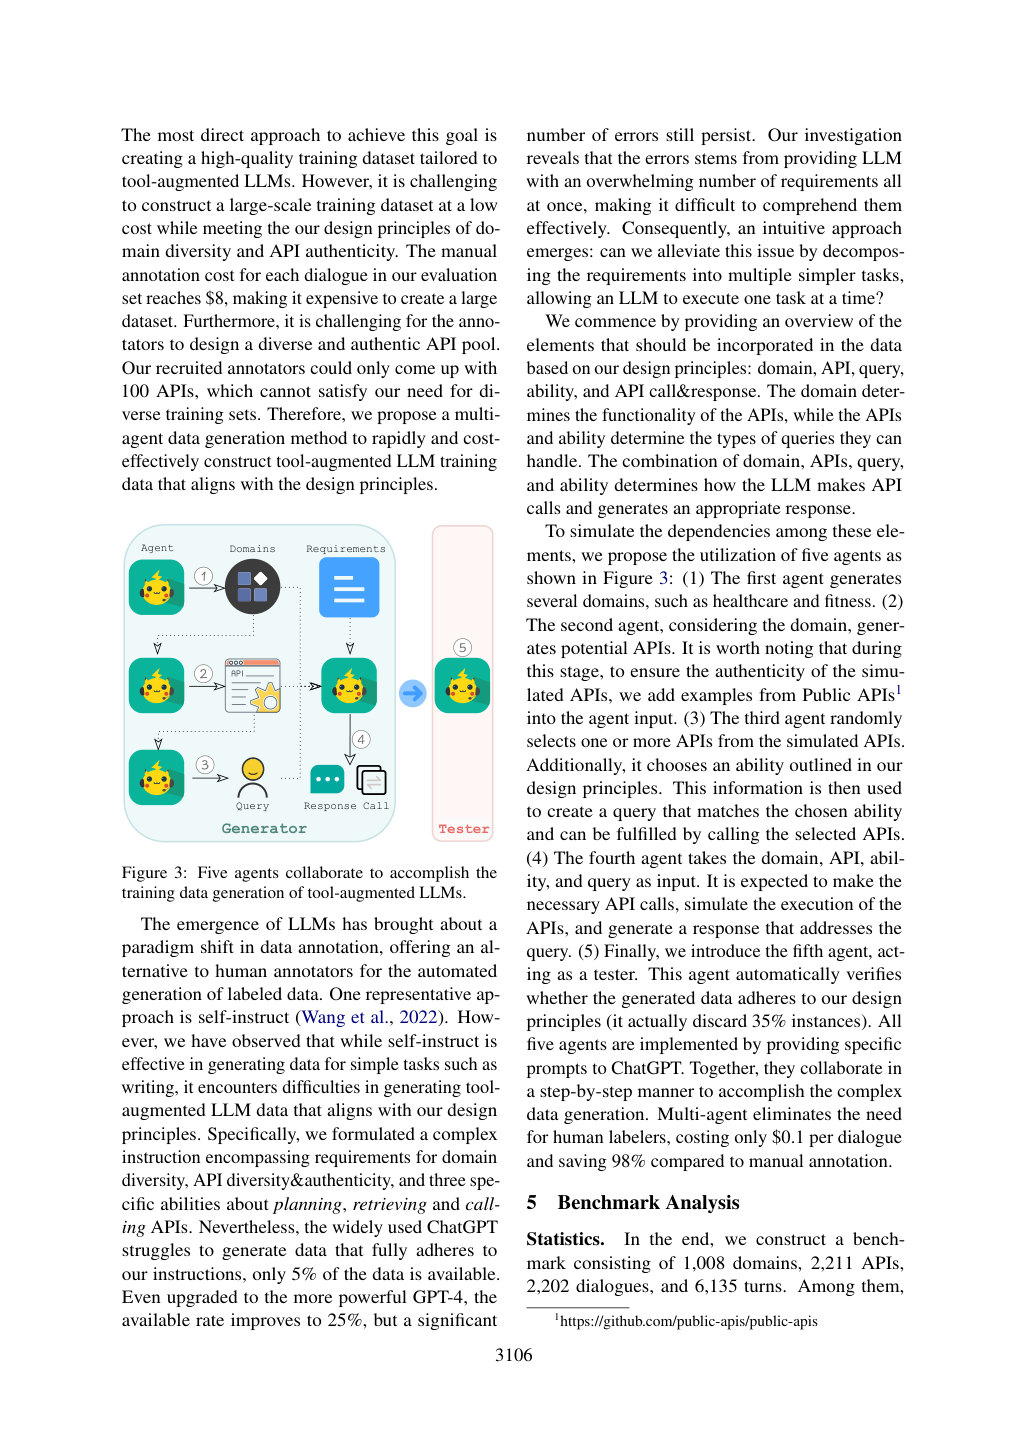 The most direct approach to achieve this goal is
creating a high-quality training dataset tailored to
tool-augmented LLMs. However, it is challenging
to construct a large-scale training dataset at a low
cost while meeting the our design principles of do-
main diversity and API authenticity. The manual
annotation cost for each dialogue in our evaluation
set reaches $8, making it expensive to create a large
dataset. Furthermore, it is challenging for the anno-
tators to design a diverse and authentic API pool.
Our recruited annotators could only come up with
100 APIs, which cannot satisfy our need for di-
verse training sets. Therefore, we propose a multi-
agent data generation method to rapidly and cost-
effectively construct tool-augmented LLM training
data that aligns with the design principles.
Agent Domains Requirements
1
5
2
API
4
3
Query Response Call
Generator
Tester
Figure 3: Five agents collaborate to accomplish the
training data generation of tool-augmented LLMs.
The emergence of LLMs has brought about a
paradigm shift in data annotation, offering an al-
ternative to human annotators for the automated
generation of labeled data. One representative ap-
proach is self-instruct (Wang et al., 2022). How-
ever, we have observed that while self-instruct is
effective in generating data for simple tasks such as
writing, it encounters difficulties in generating tool-
augmented LLM data that aligns with our design
principles. Specifically, we formulated a complex
instruction encompassing requirements for domain
diversity, API diversity&authenticity, and three spe-
cific abilities about planning, retrieving and call-
ing APIs. Nevertheless, the widely used ChatGPT
struggles to generate data that fully adheres to
our instructions, only 5% of the data is available.
Even upgraded to the more powerful GPT-4, the
available rate improves to 25%, but a significant
number of errors still persist. Our investigation
reveals that the errors stems from providing LLM
with an overwhelming number of requirements all
at once, making it difficult to comprehend them
effectively. Consequently, an intuitive approach
emerges: can we alleviate this issue by decompos-
ing the requirements into multiple simpler tasks,
allowing an LLM to execute one task at a time?
We commence by providing an overview of the
elements that should be incorporated in the data
based on our design principles: domain, API, query,
ability, and API call&response. The domain deter-
mines the functionality of the APIs, while the APIs
and ability determine the types of queries they can
handle. The combination of domain, APIs, query,
and ability determines how the LLM makes API
calls and generates an appropriate response.
To simulate the dependencies among these ele-
ments, we propose the utilization of five agents as
shown in Figure 3: (1) The first agent generates
several domains, such as healthcare and fitness. (2)
The second agent, considering the domain, gener-
ates potential APIs. It is worth noting that during
this stage, to ensure the authenticity of the simu-
lated APIs, we add examples from Public APIs1
into the agent input. (3) The third agent randomly
selects one or more APIs from the simulated APIs.
Additionally, it chooses an ability outlined in our
design principles. This information is then used
to create a query that matches the chosen ability
and can be fulfilled by calling the selected APIs.
(4) The fourth agent takes the domain, API, abil-
ity, and query as input. It is expected to make the
necessary API calls, simulate the execution of the
APIs, and generate a response that addresses the
query. (5) Finally, we introduce the fifth agent, act-
ing as a tester. This agent automatically verifies
whether the generated data adheres to our design
principles (it actually discard 35% instances). All
five agents are implemented by providing specific
prompts to ChatGPT. Together, they collaborate in
a step-by-step manner to accomplish the complex
data generation. Multi-agent eliminates the need
for human labelers, costing only $0.1 per dialogue
and saving 98% compared to manual annotation.
5 Benchmark Analysis
Statistics. In the end, we construct a bench-
mark consisting of 1,008 domains, 2,211 APIs,
2,202 dialogues, and 6,135 turns. Among them,
1https://github.com/public-apis/public-apis
3106